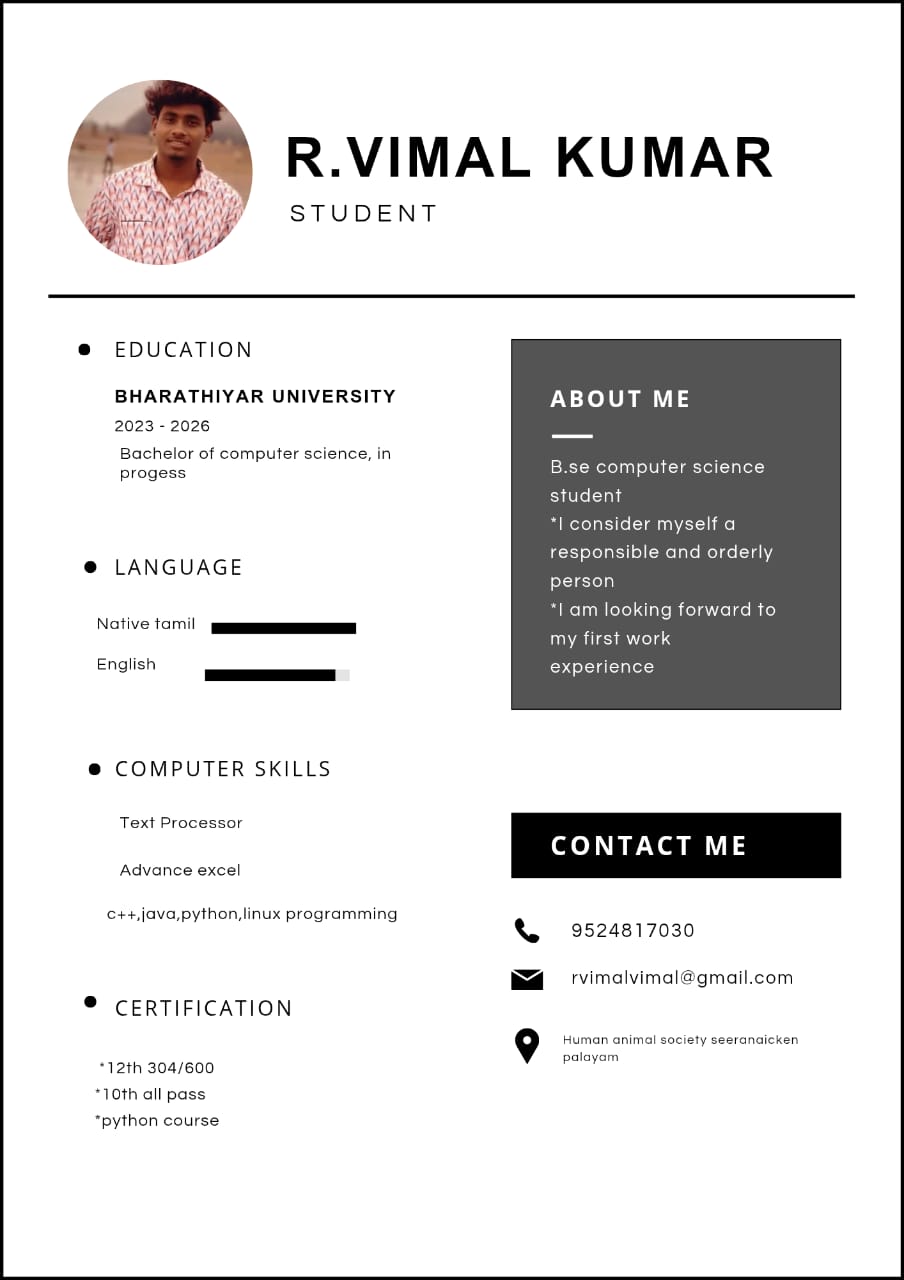 R.VIMAL KUMAR
STUDENT
EDUCATION
BHARATHIYAR UNIVERSITY
2023 - 2026
Bachelor of computer science, in
progess
LANGUAGE
Native tamil
English
COMPUTER SKILLS
Text Processor
Advance excel
c++,java,python,linux programming
CERTIFICATION
*12th 304/600
*10th all pass
*python course
ABOUT ME
B.se computer science
student
*I consider myself a
responsible and orderly
person
*I am looking forward to
my first work
experience
CONTACT ME
9524817030
rvimalvimal@gmail.com
Human animal society seeranaicken
palayam